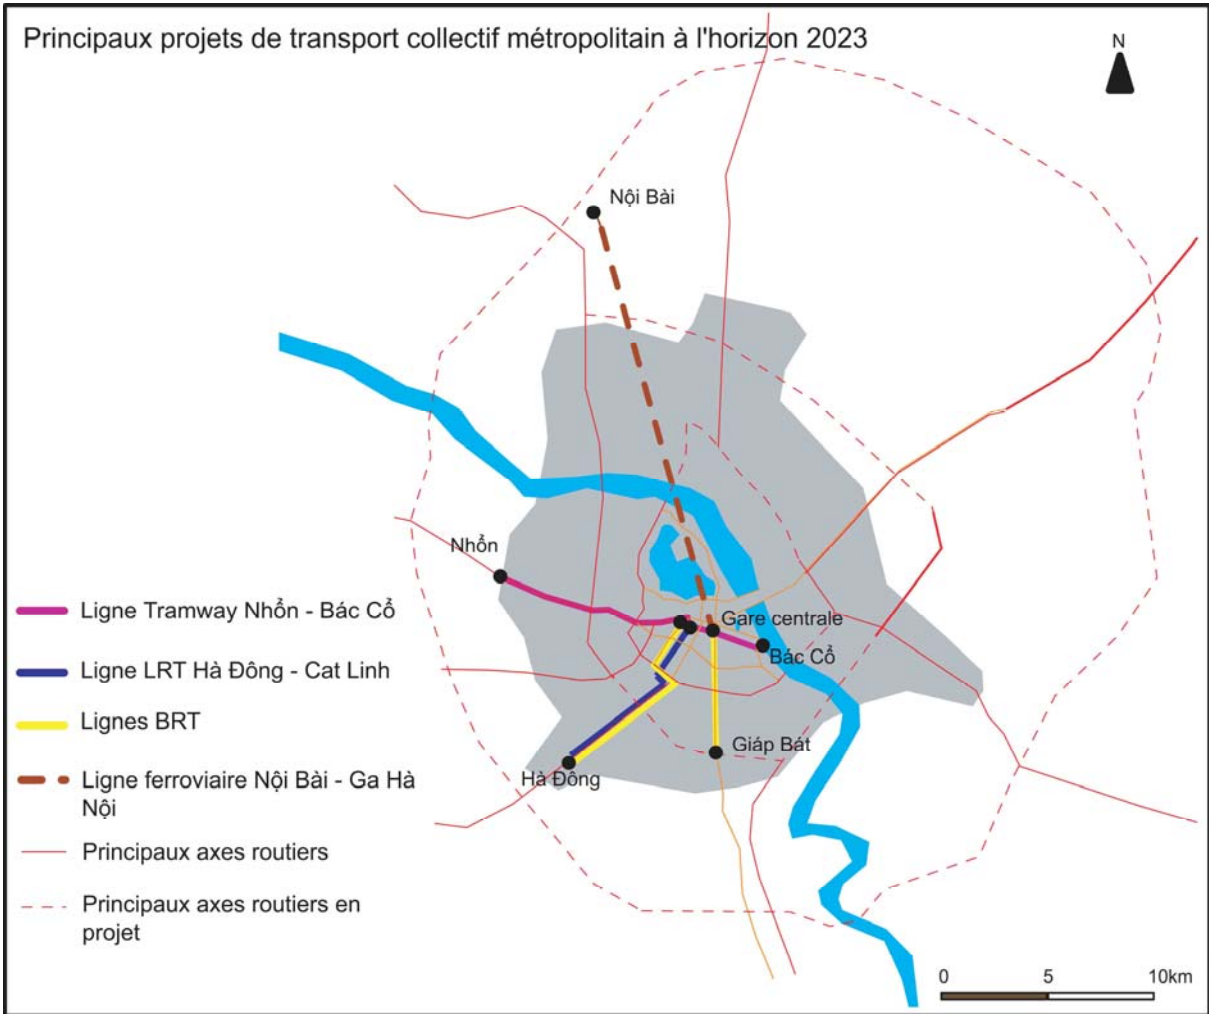 Principaux projets de transport collectif métropolitain à l'horizon 2023
N
Nội Bài
Nhổn
Gare centrale
Bác Cổ
Giáp Bát
Hà Đông
Ligne Tramway Nhổn - Bác Cổ
Ligne LRT Hà Đông - Cat Linh
Lignes BRT
Ligne ferroviaire Nội Bài - Ga Hà
Nội
Principaux axes routiers
Principaux axes routiers en
projet
0 5 10km